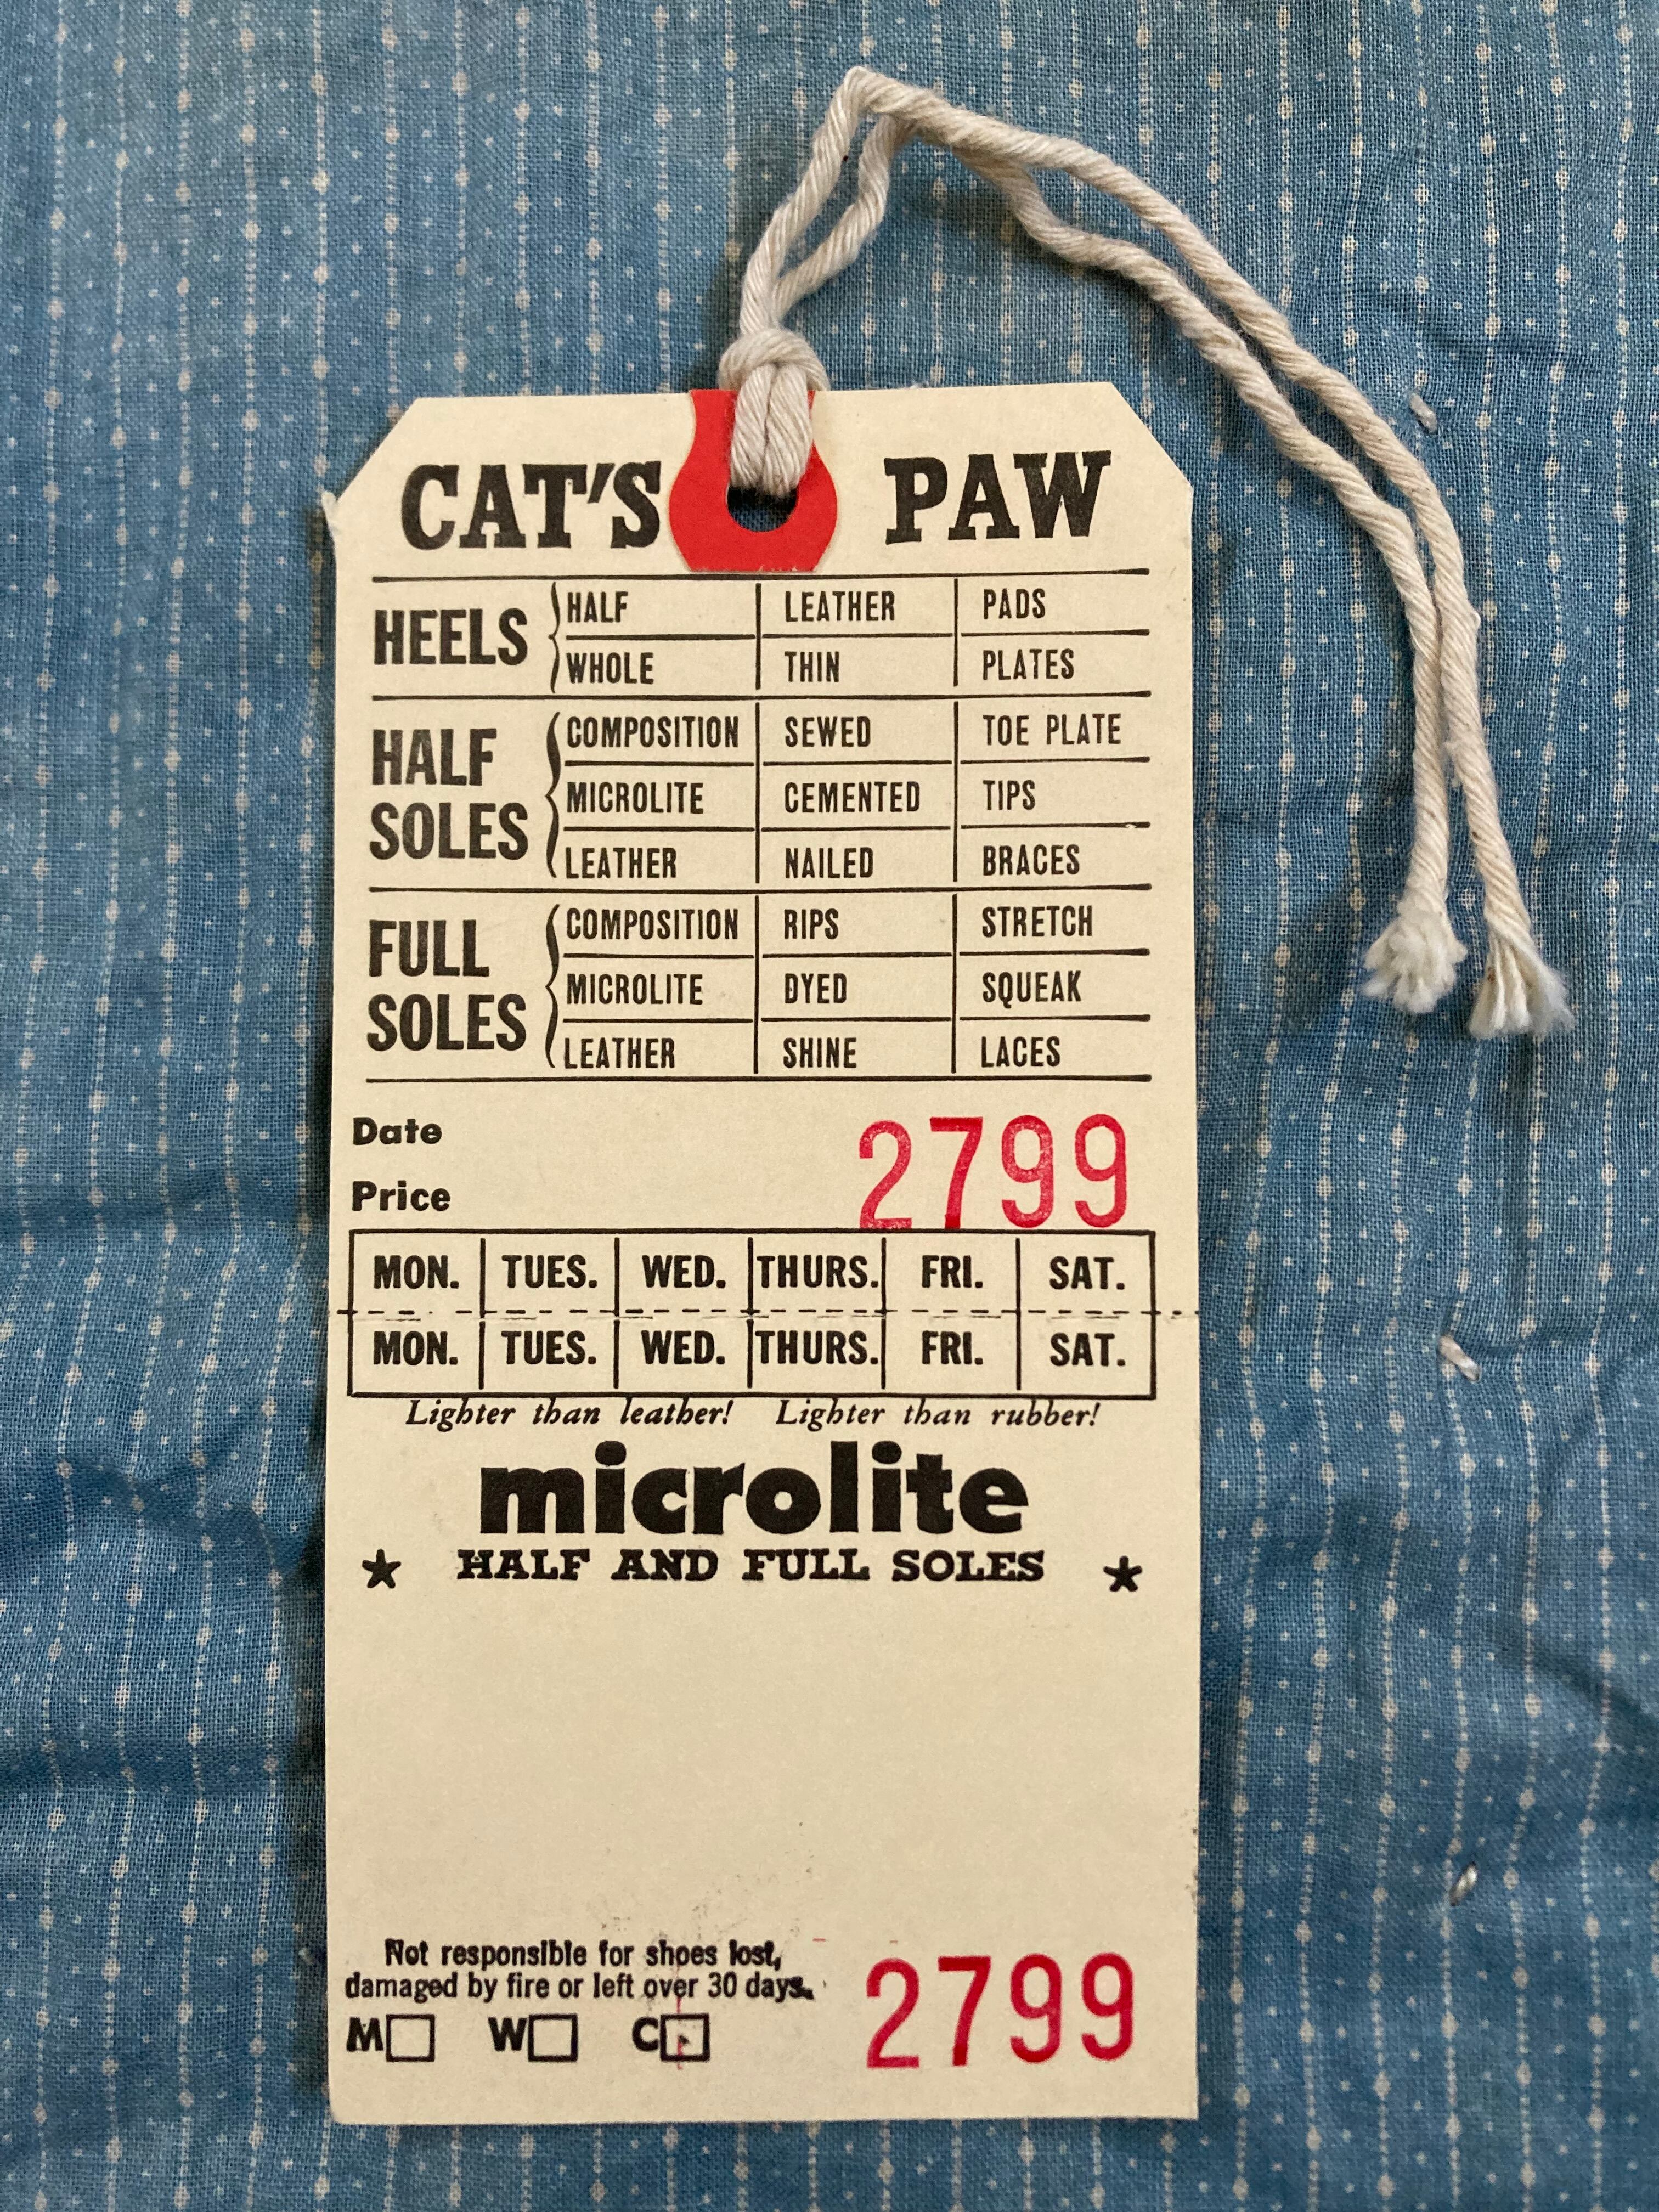 CAT'S PAW
HEELS
HALF LEATHER PADS
WHOLE THIN PLATES
HALF SOLES
COMPOSITION SEWED TOE PLATE
MICROLITE CEMENTED TIPS
LEATHER NAILED BRACES
FULL SOLES
COMPOSITION RIPS STRETCH
MICROLITE DYED SQUEAK
LEATHER SHINE LACES
Date
2799
Price
MON. TUES. WED. THURS. FRI. SAT.
MON. TUES. WED. THURS. FRI. SAT.
Lighter than leather! Lighter than rubber!
microlite
★ HALF AND FULL SOLES ★
Not responsible for shoes lost,
damaged by fire or left over 30 days.
M☐ W☐ C☐
2799